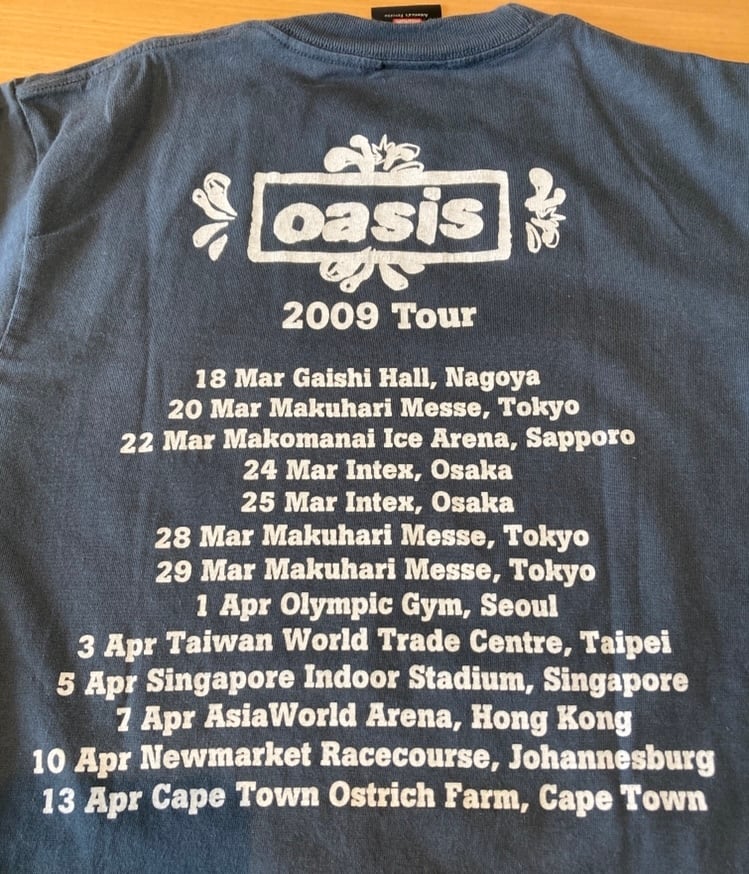 oasis
2009 Tour
18 Mar Gaishi Hall, Nagoya
20 Mar Makuhari Messe, Tokyo
22 Mar Makomanai Ice Arena, Sapporo
24 Mar Intex, Osaka
25 Mar Intex, Osaka
28 Mar Makuhari Messe, Tokyo
29 Mar Makuhari Messe, Tokyo
1 Apr Olympic Gym, Seoul
3 Apr Taiwan World Trade Centre, Taipei
5 Apr Singapore Indoor Stadium, Singapore
7 Apr AsiaWorld Arena, Hong Kong
10 Apr Newmarket Racecourse, Johannesburg
13 Apr Cape Town Ostrich Farm, Cape Town